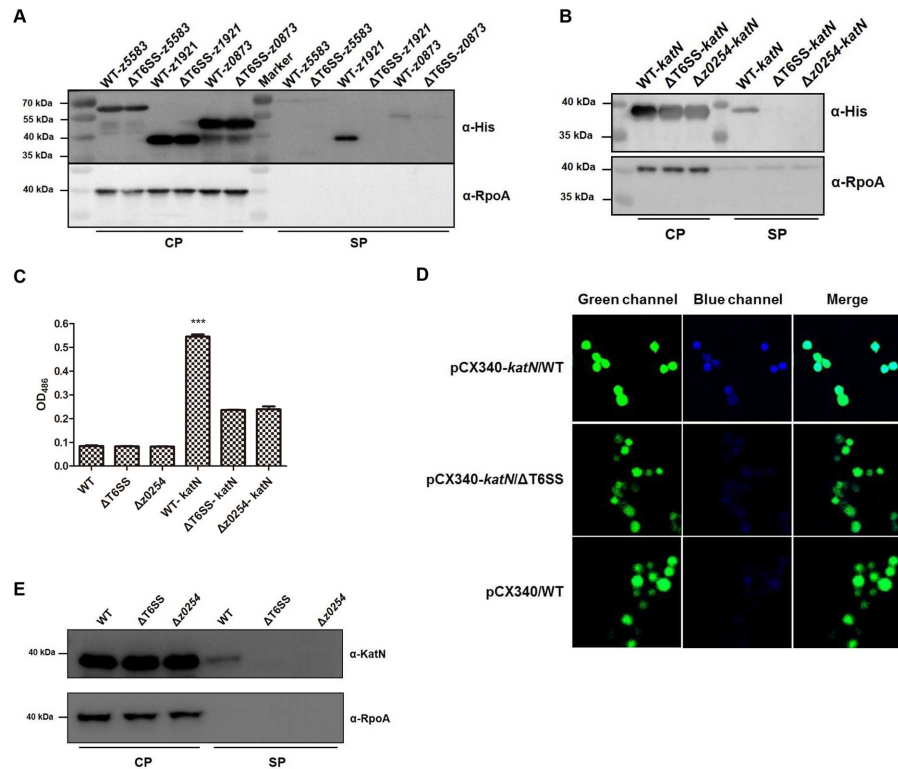 A
WT-z5583
ΔT6SS-z5583
WT-z1921
ΔT6SS-z1921
WT-z0873
ΔT6SS-z0873
Marker
WT-z5583
ΔT6SS-z5583
WT-z1921
ΔT6SS-z1921
WT-z0873
ΔT6SS-z0873
70 kDa
55 kDa
40 kDa
35 kDa
α-His
40 kDa
α-RpoA
CP
SP
B
WT-katN
ΔT6SS-katN
Δz0254-katN
WT-katN
ΔT6SS-katN
Δz0254-katN
40 kDa
35 kDa
α-His
40 kDa
35 kDa
α-RpoA
CP
SP
C
OD486
0.6
0.5
0.4
0.3
0.2
0.1
0.0
***
WT
ΔT6SS
Δz0254
WT- katN
ΔT6SS- katN
Δz0254- katN
D
Green channel
Blue channel
Merge
pCX340-katN/WT
pCX340-katN/ΔT6SS
pCX340/WT
E
WT
ΔT6SS
Δz0254
WT
ΔT6SS
Δz0254
40 kDa
α-KatN
40 kDa
α-RpoA
CP
SP